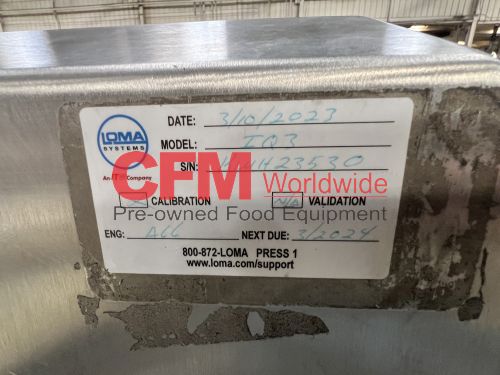 LOMA
SYSTEMS
An ITW Company
DATE: 3/10/2023
MODEL: IQ3
S/N: H23530
CFM Worldwide
CALIBRATION N/A VALIDATION
Pre-owned Food Equipment
ENG: NEXT DUE: 3/2024
800-872-LOMA PRESS 1
www.loma.com/support